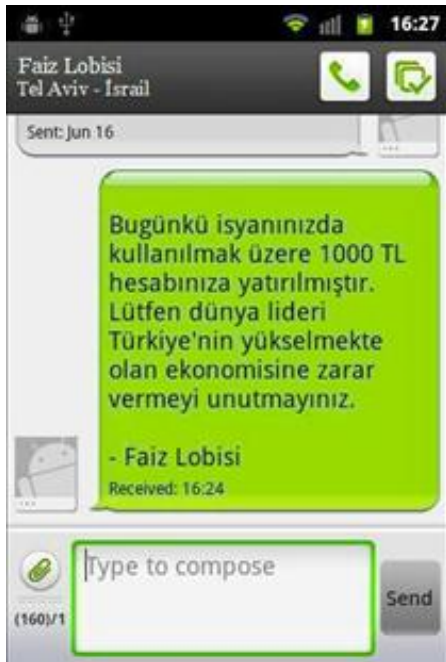 16:27
Faiz Lobisi
Tel Aviv - İsrail
Sent: Jun 16
Bugünkü isyanınızda
kullanılmak üzere 1000 TL
hesabınıza yatırılmıştır.
Lütfen dünya lideri
Türkiye'nin yükselmekte
olan ekonomisine zarar
vermeyi unutmayınız.
- Faiz Lobisi
Received: 16:24
Type to compose
Send
(160)/1